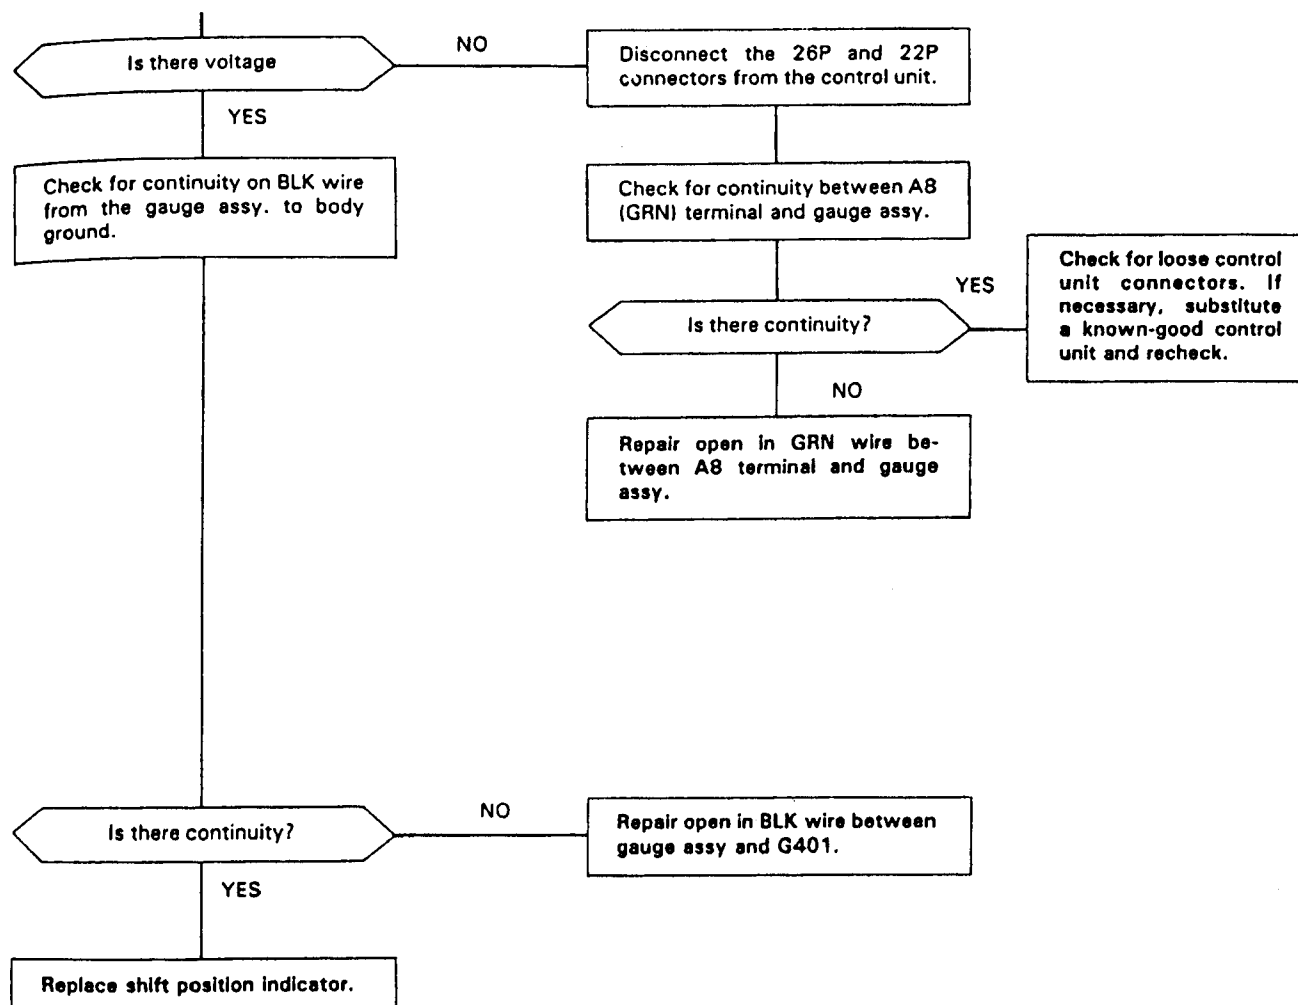 Is there voltage
NO
Disconnect the 26P and 22P
connectors from the control unit.
YES
Check for continuity on BLK wire
from the gauge assy. to body
ground.
Check for continuity between A8
(GRN) terminal and gauge assy.
Is there continuity?
YES
Check for loose control
unit connectors. If
necessary, substitute
a known-good control
unit and recheck.
NO
Repair open in GRN wire be-
tween A8 terminal and gauge
assy.
Is there continuity?
NO
Repair open in BLK wire between
gauge assy and G401.
YES
Replace shift position indicator.